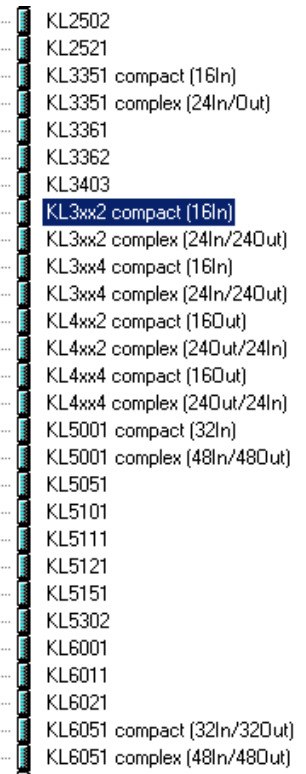 KL2502
KL2521
KL3351 compact (16In)
KL3351 complex (24In/Out)
KL3361
KL3362
KL3403
KL3xx2 compact (16In)
KL3xx2 complex (24In/24Out)
KL3xx4 compact (16In)
KL3xx4 complex (24In/24Out)
KL4xx2 compact (16Out)
KL4xx2 complex (24Out/24In)
KL4xx4 compact (16Out)
KL4xx4 complex (24Out/24In)
KL5001 compact (32In)
KL5001 complex (48In/48Out)
KL5051
KL5101
KL5111
KL5121
KL5151
KL5302
KL6001
KL6011
KL6021
KL6051 compact (32In/32Out)
KL6051 complex (48In/48Out)